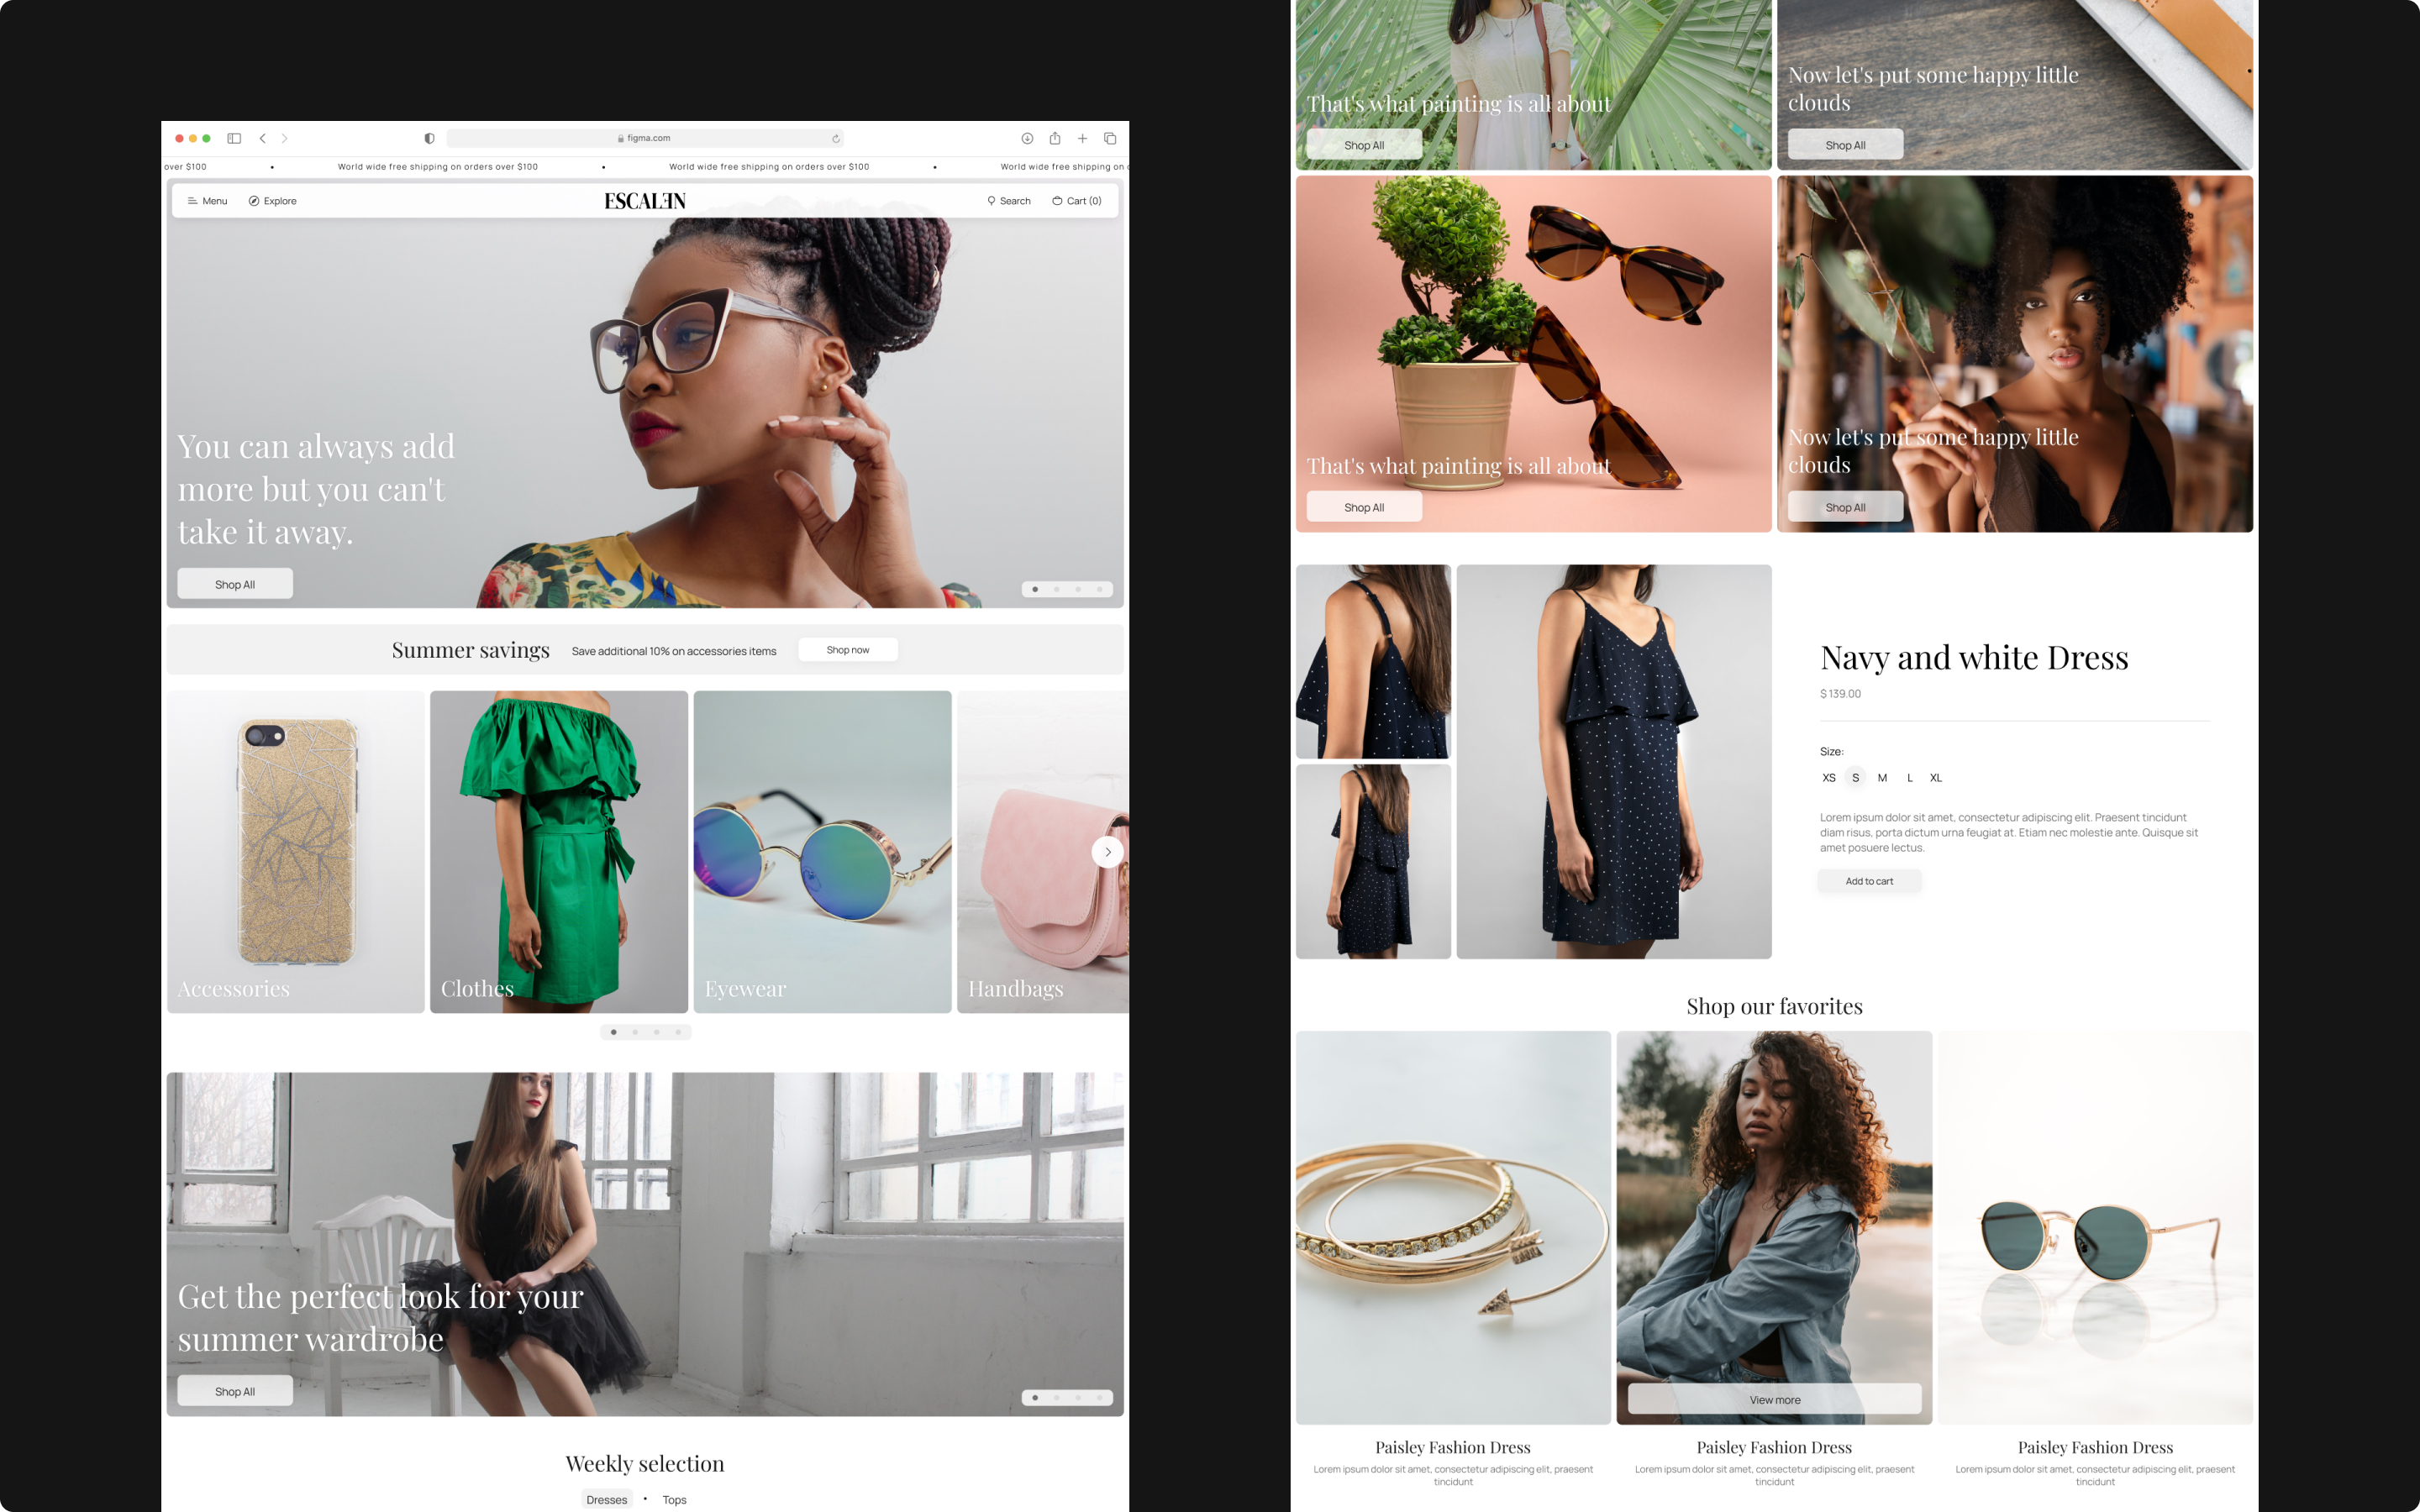 figma.com
over $100 • World wide free shipping on orders over $100 • World wide free shipping on orders over $100 • World wide free shipping on
Menu Explore ESCALƎN Search Cart (0)
You can always add
more but you can't
take it away.
Shop All
Summer savings Save additional 10% on accessories items Shop now
Accessories Clothes Eyewear Handbags
Get the perfect look for your
summer wardrobe
Shop All
Weekly selection
Dresses • Tops
That's what painting is all about
Shop All
Now let's put some happy little
clouds
Shop All
That's what painting is all about
Shop All
Now let's put some happy little
clouds
Shop All
Navy and white Dress
$ 139.00
Size:
XS S M L XL
Lorem ipsum dolor sit amet, consectetur adipiscing elit. Praesent tincidunt
diam risus, porta dictum urna feugiat at. Etiam nec molestie ante. Quisque sit
amet posuere lectus.
Add to cart
Shop our favorites
View more
Paisley Fashion Dress
Lorem ipsum dolor sit amet, consectetur adipiscing elit, praesent
tincidunt
Paisley Fashion Dress
Lorem ipsum dolor sit amet, consectetur adipiscing elit, praesent
tincidunt
Paisley Fashion Dress
Lorem ipsum dolor sit amet, consectetur adipiscing elit, praesent
tincidunt